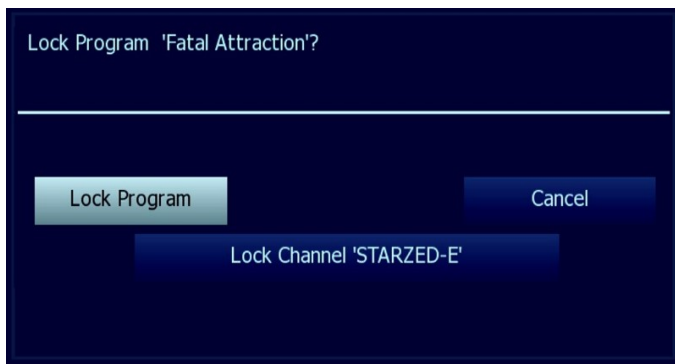 Lock Program 'Fatal Attraction'?
Lock Program
Cancel
Lock Channel 'STARZED-E'